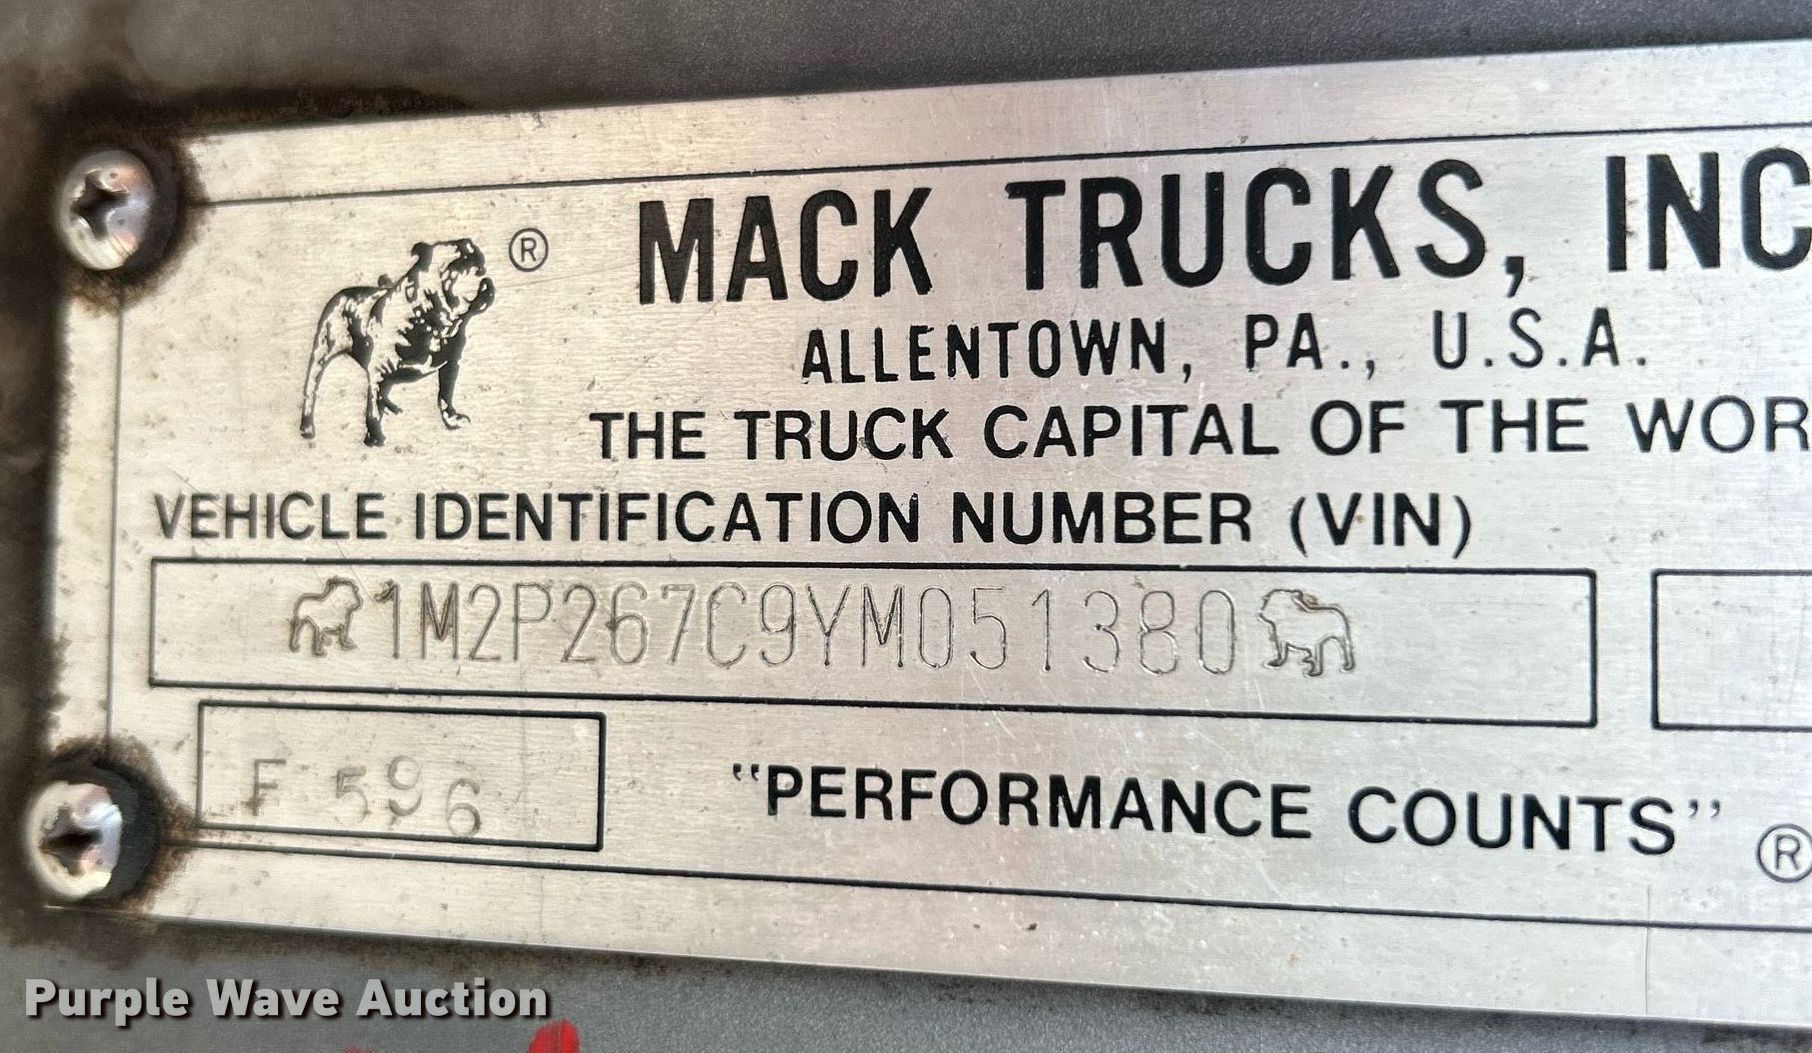 ®
MACK TRUCKS, INC
ALLENTOWN, PA., U.S.A.
THE TRUCK CAPITAL OF THE WOR
VEHICLE IDENTIFICATION NUMBER (VIN)
1M2P267C9YM051380
F 596
"PERFORMANCE COUNTS" ®
Purple Wave Auction